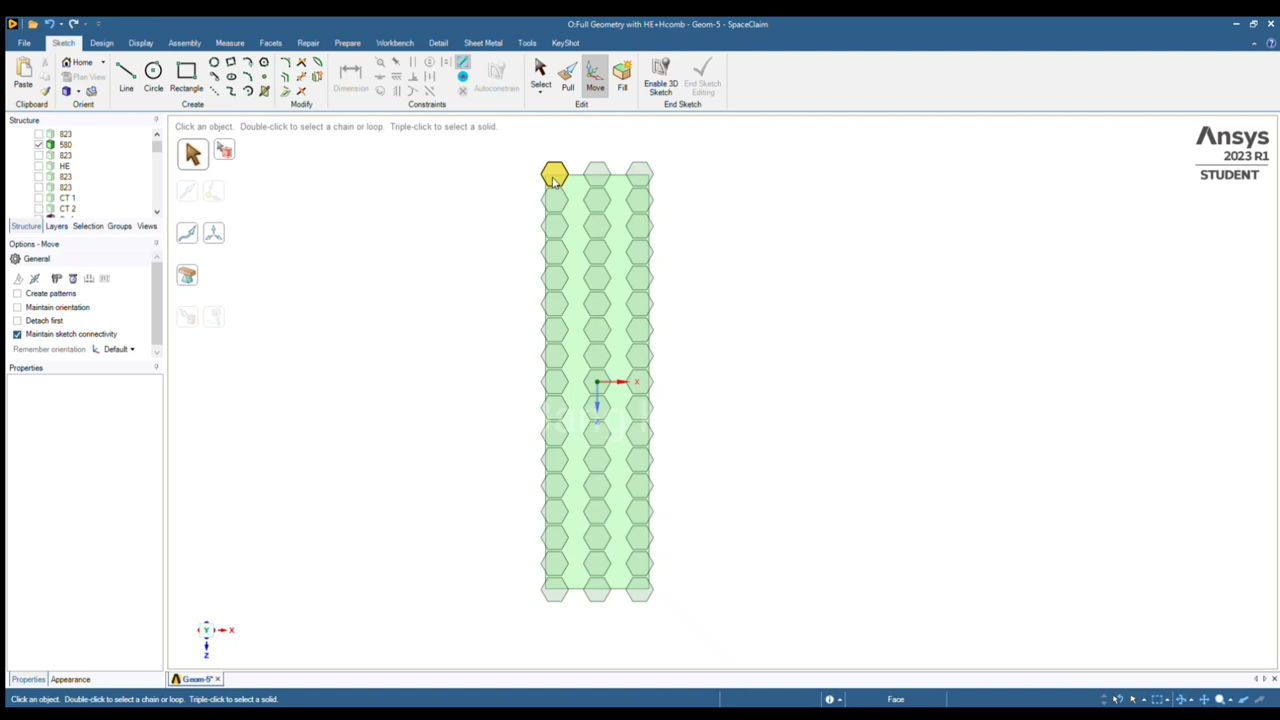 O:Full Geometry with HE+Hcomb - Geom-5 - SpaceClaim
File Sketch Design Display Assembly Measure Facets Repair Prepare Workbench Detail Sheet Metal Tools KeyShot
Paste
Home
Plan View
Line
Circle
Rectangle
Dimension
Autoconstrain
Select
Pull
Move
Fill
Enable 3D Sketch
End Sketch Editing
Clipboard Orient Create Modify Constraints Edit End Sketch
Structure
Click an object. Double-click to select a chain or loop. Triple-click to select a solid.
823
580
823
HE
823
823
CT 1
CT 2
Structure Layers Selection Groups Views
Options - Move
General
Create patterns
Maintain orientation
Detach first
Maintain sketch connectivity
Remember orientation Default
Properties
Ansys
2023 R1
STUDENT
X
Y
X
Z
Properties Appearance
Geom-5*
Click an object. Double-click to select a chain or loop. Triple-click to select a solid.
Face